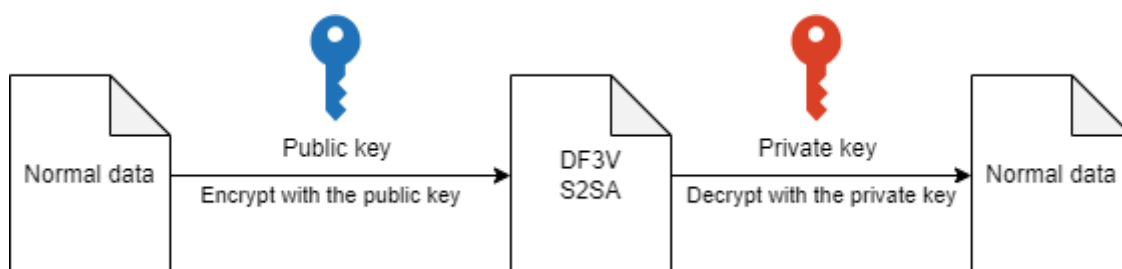 Normal data
Public key
Encrypt with the public key
DF3V
S2SA
Private key
Decrypt with the private key
Normal data